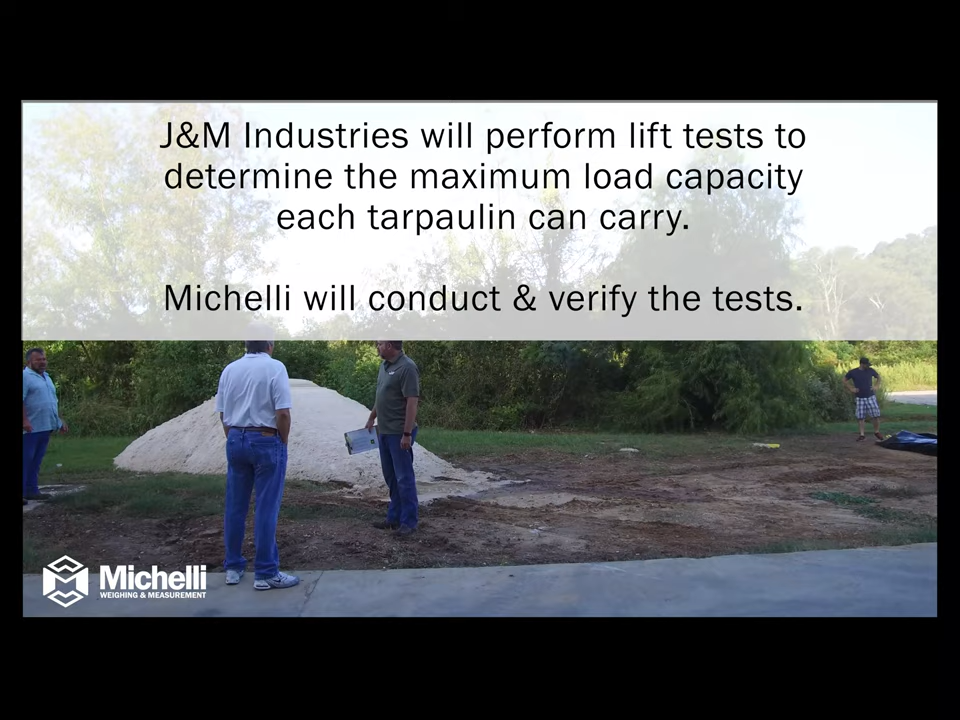 J&M Industries will perform lift tests to
determine the maximum load capacity
each tarpaulin can carry.
Michelli will conduct & verify the tests.
Michelli
WEIGHING & MEASUREMENT